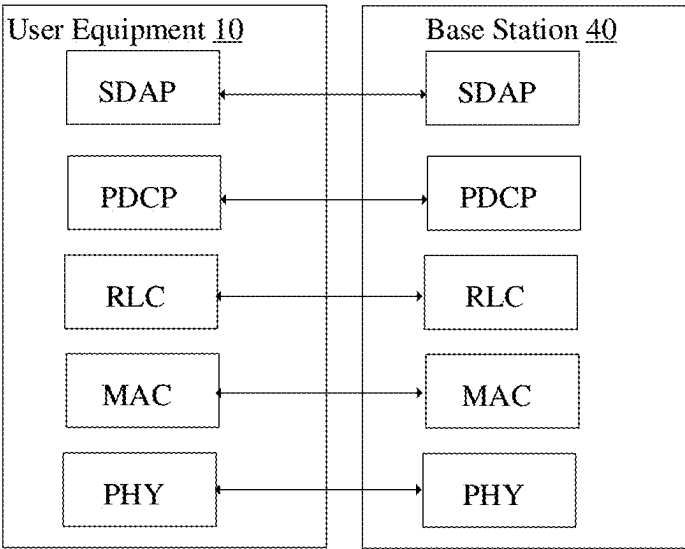 User Equipment 10
Base Station 40
SDAP
SDAP
PDCP
PDCP
RLC
RLC
MAC
MAC
PHY
PHY